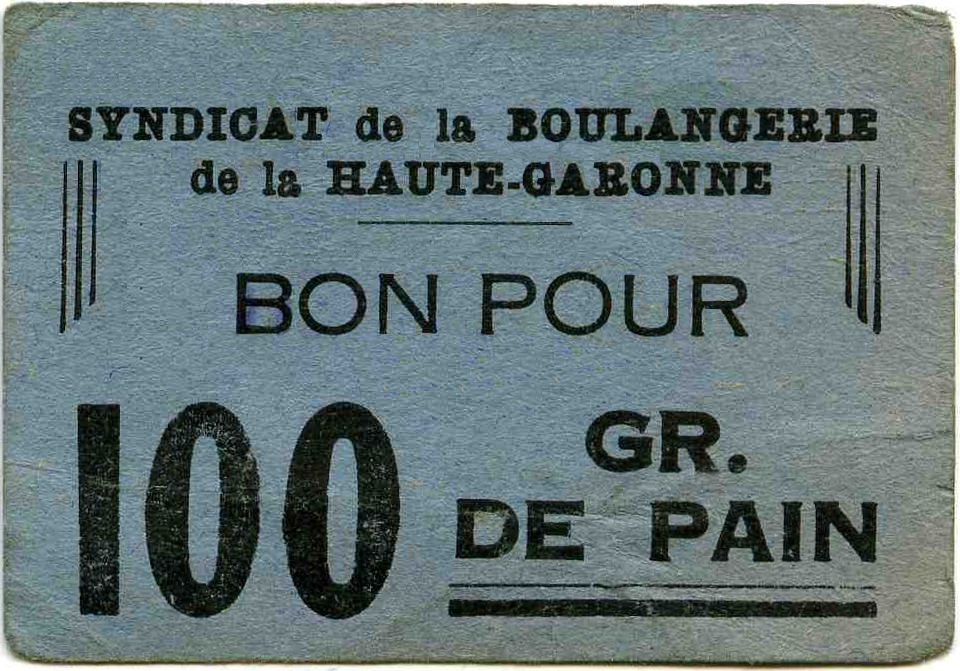 SYNDICAT de la BOULANGERIE
de la HAUTE-GARONNE
BON POUR
100 GR.
DE PAIN